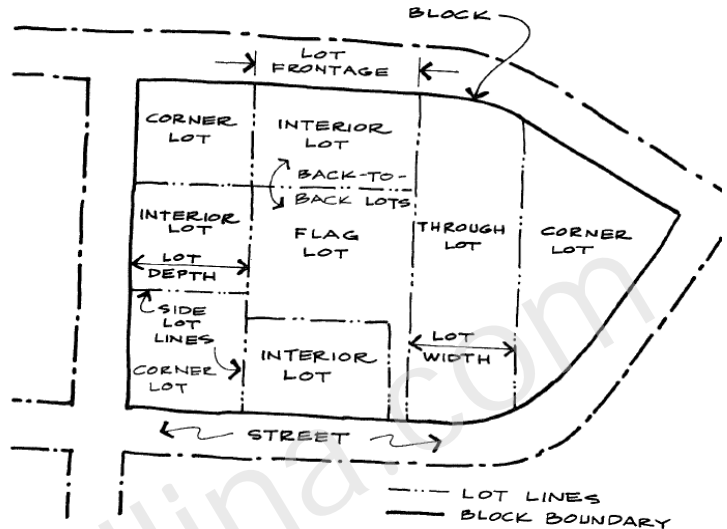 BLOCK
LOT
FRONTAGE
CORNER
LOT
INTERIOR
LOT
BACK-TO-
BACK LOTS
INTERIOR
LOT
FLAG
LOT
THROUGH
LOT
CORNER
LOT
LOT
DEPTH
SIDE
LOT
LINES
CORNER
LOT
INTERIOR
LOT
LOT
WIDTH
STREET
LOT LINES
BLOCK BOUNDARY